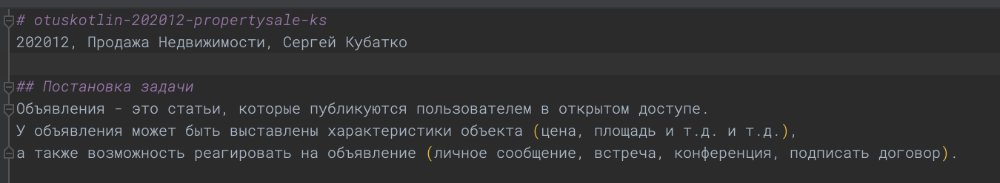 # otuskotlin-202012-propertysale-ks
202012, Продажа Недвижимости, Сергей Кубатко
## Постановка задачи
Объявления - это статьи, которые публикуются пользователем в открытом доступе.
У объявления может быть выставлены характеристики объекта (цена, площадь и т.д. и т.д.),
а также возможность реагировать на объявление (личное сообщение, встреча, конференция, подписать договор).